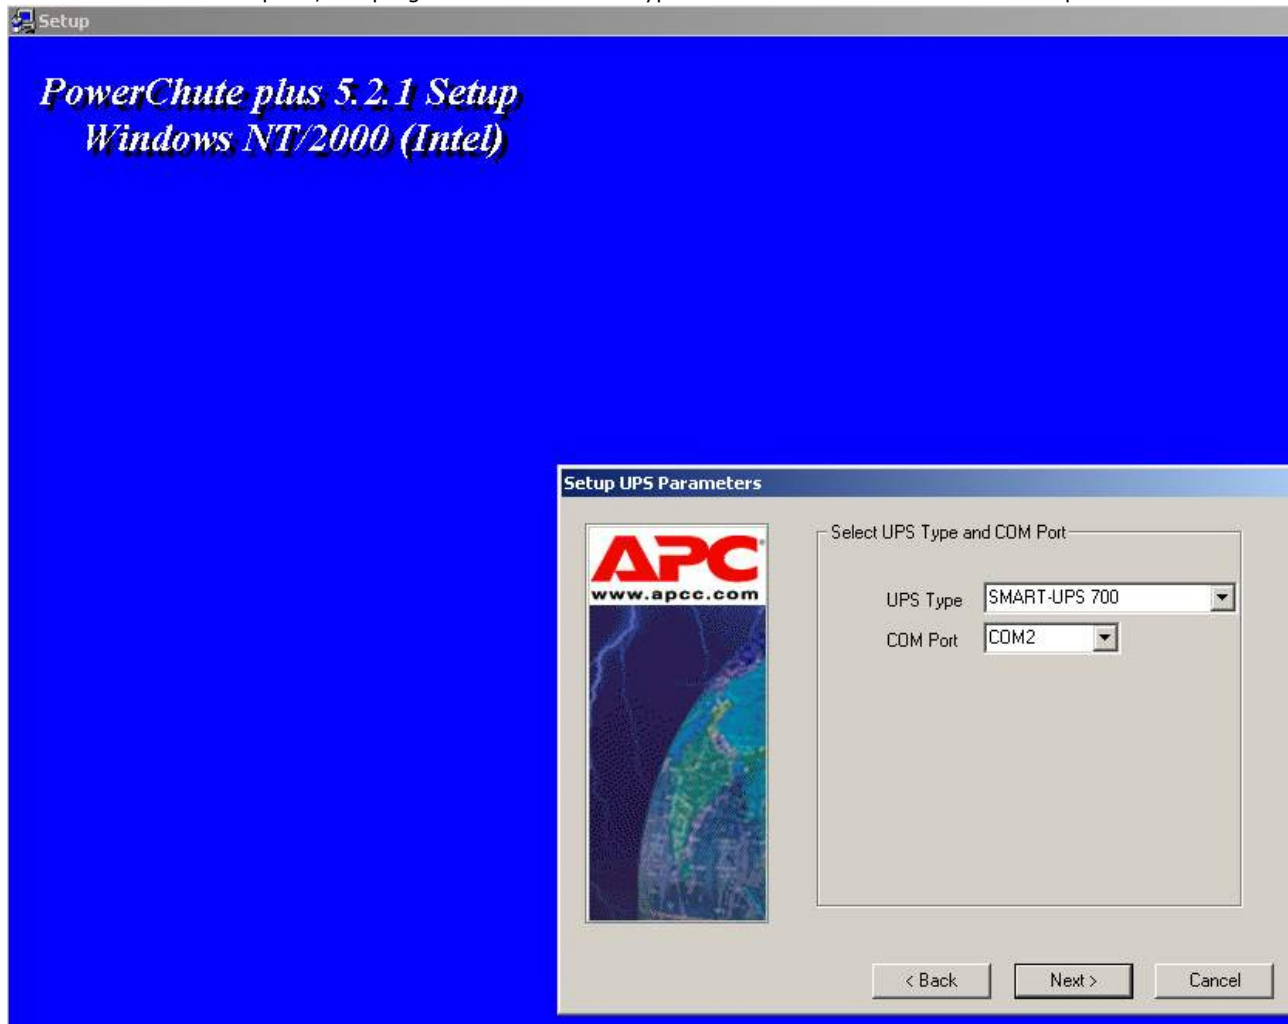 Setup
PowerChute plus 5.2.1 Setup
Windows NT/2000 (Intel)
Setup UPS Parameters
APC
www.apcc.com
Select UPS Type and COM Port
UPS Type SMART-UPS 700
COM Port COM2
< Back Next > Cancel